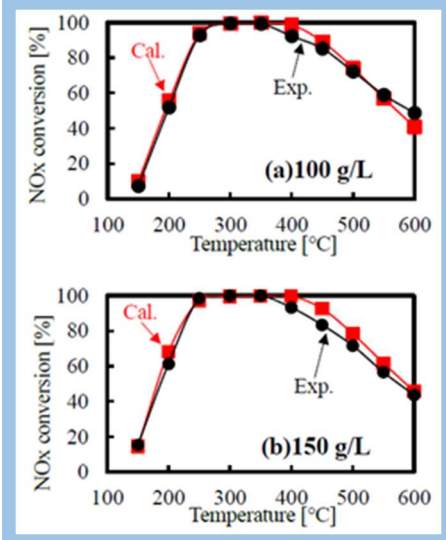 NOx conversion [%]
100
80
60
40
20
0
Cal.
Exp.
(a)100 g/L
100 200 300 400 500 600
Temperature [°C]
NOx conversion [%]
100
80
60
40
20
0
Cal.
Exp.
(b)150 g/L
100 200 300 400 500 600
Temperature [°C]